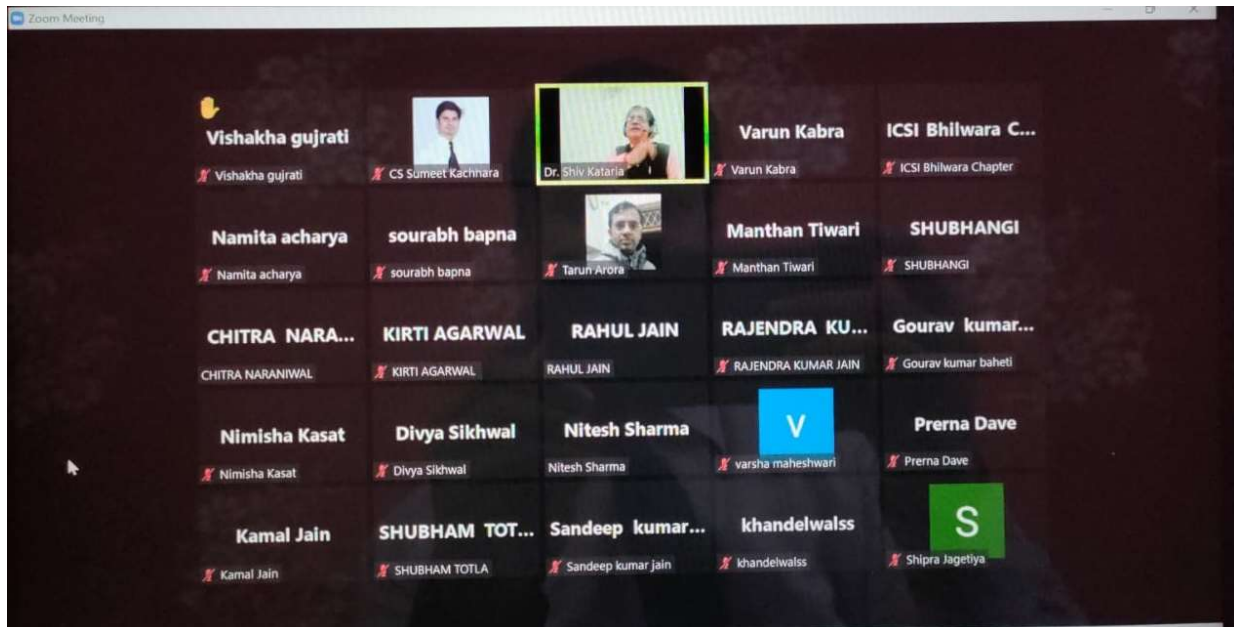 Zoom Meeting
Vishakha gujrati
Vishakha gujrati
CS Sumeet Kachhara
Dr. Shiv Kataria
Varun Kabra
Varun Kabra
ICSI Bhilwara C...
ICSI Bhilwara Chapter
Namita acharya
Namita acharya
sourabh bapna
sourabh bapna
Tarun Arora
Manthan Tiwari
Manthan Tiwari
SHUBHANGI
SHUBHANGI
CHITRA NARA...
CHITRA NARANIWAL
KIRTI AGARWAL
KIRTI AGARWAL
RAHUL JAIN
RAHUL JAIN
RAJENDRA KU...
RAJENDRA KUMAR JAIN
Gourav kumar...
Gourav kumar baheti
Nimisha Kasat
Nimisha Kasat
Divya Sikhwal
Divya Sikhwal
Nitesh Sharma
Nitesh Sharma
V
varsha maheshwari
Prerna Dave
Prerna Dave
Kamal Jain
Kamal Jain
SHUBHAM TOT...
SHUBHAM TOTLA
Sandeep kumar...
Sandeep kumar jain
khandelwalss
khandelwalss
S
Shipra Jagetiya